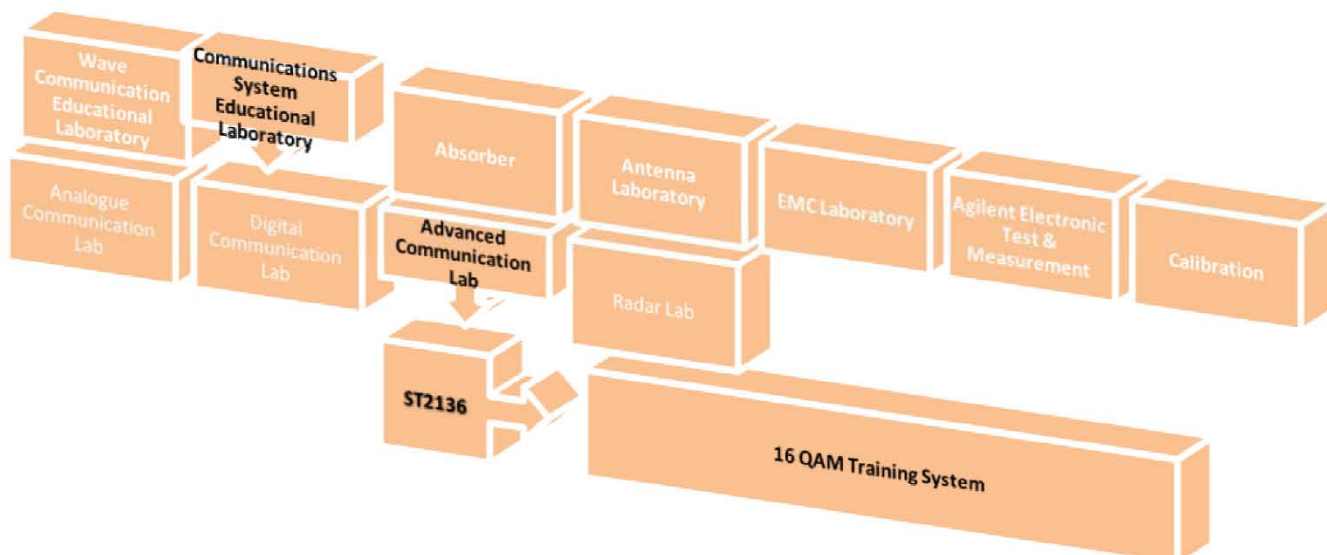 Wave
Communication
Educational
Laboratory
Communications
System
Educational
Laboratory
Absorber
Antenna
Laboratory
EMC Laboratory
Agilent Electronic
Test &
Measurement
Calibration
Analogue
Communication
Lab
Digital
Communication
Lab
Advanced
Communication
Lab
Radar Lab
ST2136
16 QAM Training System